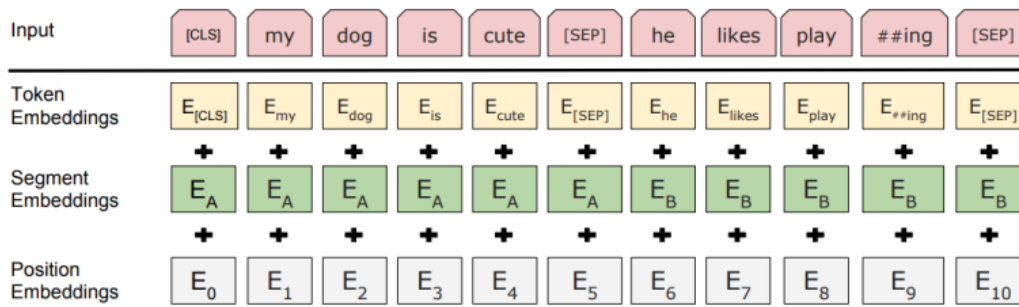 Input [CLS] my dog is cute [SEP] he likes play ##ing [SEP]
Token Embeddings E[CLS] Emy Edog Eis Ecute E[SEP] Ehe Elikes Eplay E##ing E[SEP]
+ + + + + + + + + + +
Segment Embeddings EA EA EA EA EA EA EB EB EB EB EB
+ + + + + + + + + + +
Position Embeddings E0 E1 E2 E3 E4 E5 E6 E7 E8 E9 E10